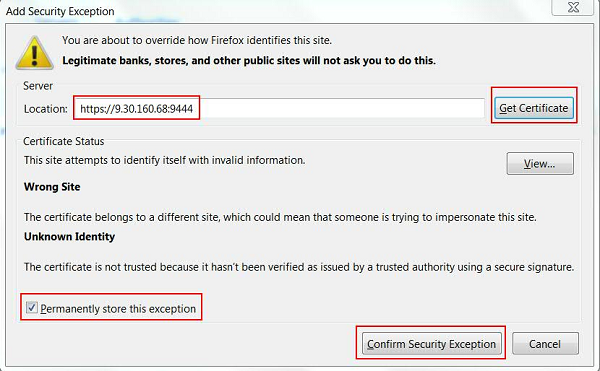 Add Security Exception
You are about to override how Firefox identifies this site.
Legitimate banks, stores, and other public sites will not ask you to do this.
Server
Location: https://9.30.160.68:9444 Get Certificate
Certificate Status
This site attempts to identify itself with invalid information. View...
Wrong Site
The certificate belongs to a different site, which could mean that someone is trying to impersonate this site.
Unknown Identity
The certificate is not trusted because it hasn't been verified as issued by a trusted authority using a secure signature.
Permanently store this exception
Confirm Security Exception Cancel